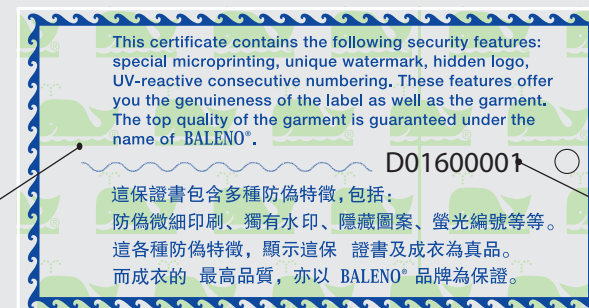 This certificate contains the following security features:
special microprinting, unique watermark, hidden logo,
UV-reactive consecutive numbering. These features offer
you the genuineness of the label as well as the garment.
The top quality of the garment is guaranteed under the
name of BALENO®.
D01600001
這保證書包含多種防偽特徵，包括：
防偽微細印刷、獨有水印、隱藏圖案、螢光編號等等。
這各種防偽特徵，顯示這保 證書及成衣為真品。
而成衣的 最高品質，亦以 BALENO® 品牌為保證。